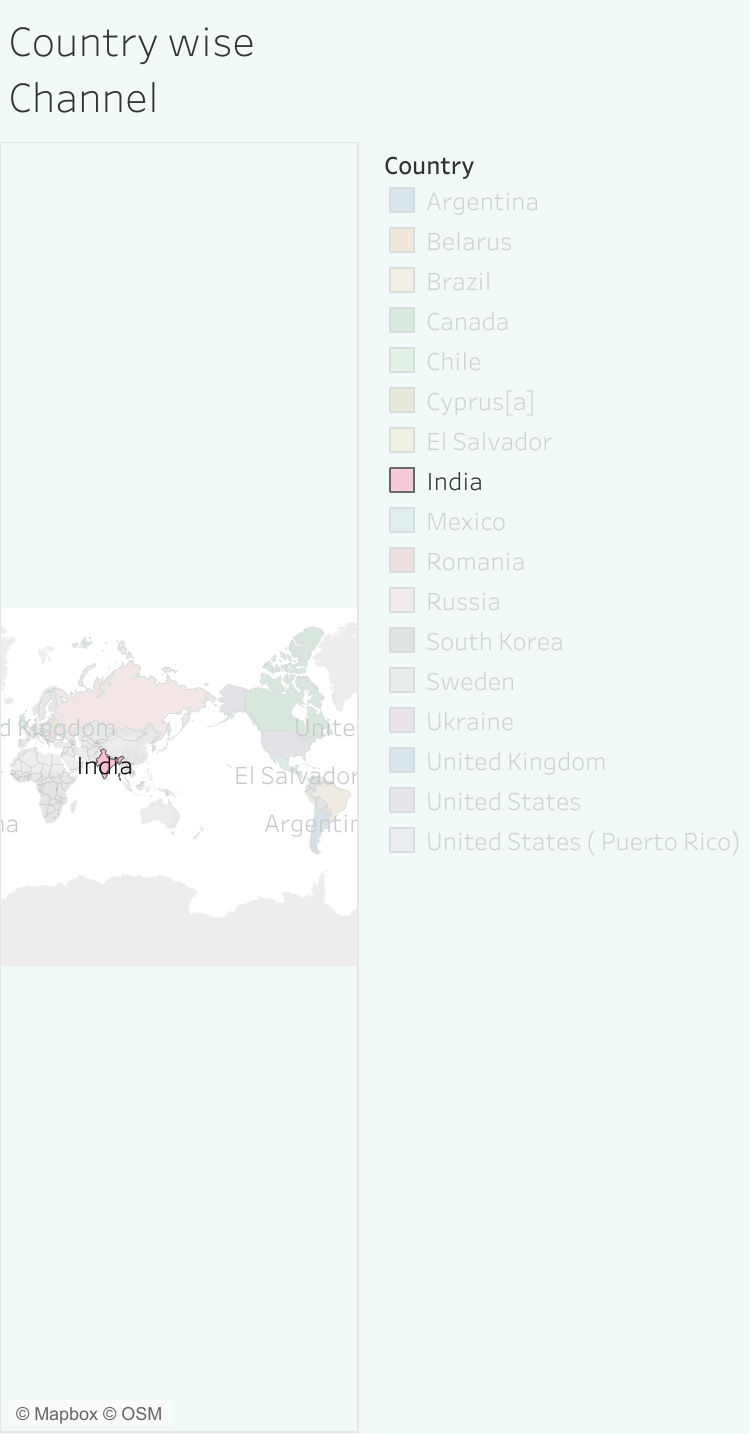 Country wise
Channel
Country
Argentina
Belarus
Brazil
Canada
Chile
Cyprus[a]
El Salvador
India
Mexico
Romania
Russia
South Korea
Sweden
Ukraine
United Kingdom
United States
United States ( Puerto Rico)
d Kingdom
Unite
India
El Salvador
na
Argentin
© Mapbox © OSM